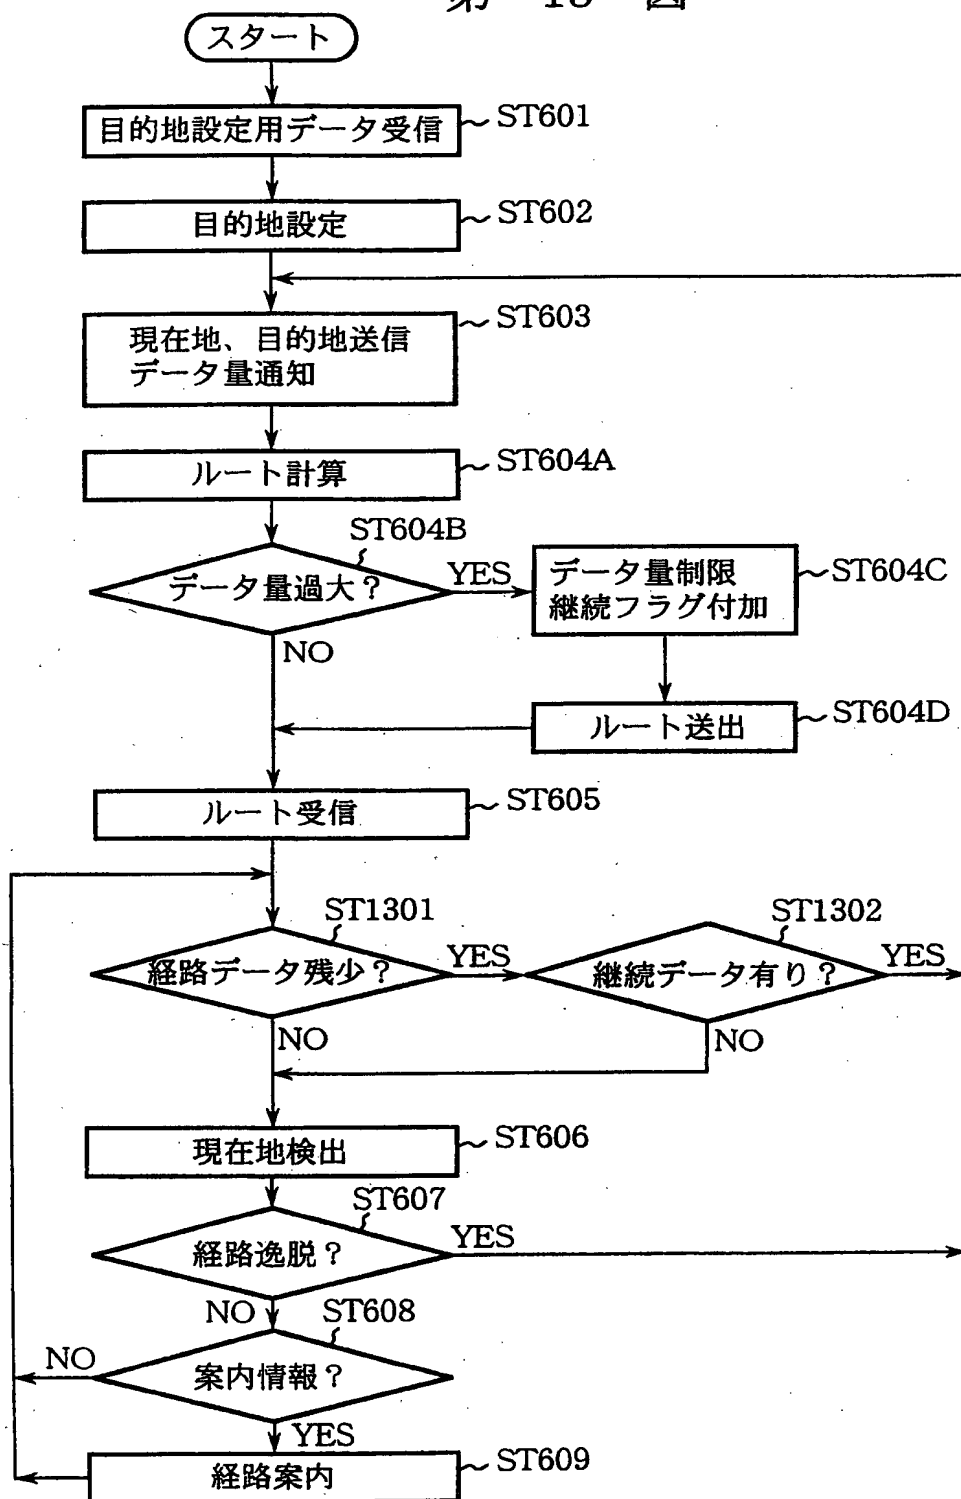 第 13 図
スタート
目的地設定用データ受信
ST601
目的地設定
ST602
現在地、目的地送信
データ量通知
ST603
ルート計算
ST604A
ST604B
データ量過大?
YES
NO
データ量制限
継続フラグ付加
ST604C
ルート送出
ST604D
ルート受信
ST605
ST1301
経路データ残少?
YES
NO
ST1302
継続データ有り?
YES
NO
現在地検出
ST606
ST607
経路逸脱?
YES
NO
ST608
案内情報?
NO
YES
経路案内
ST609